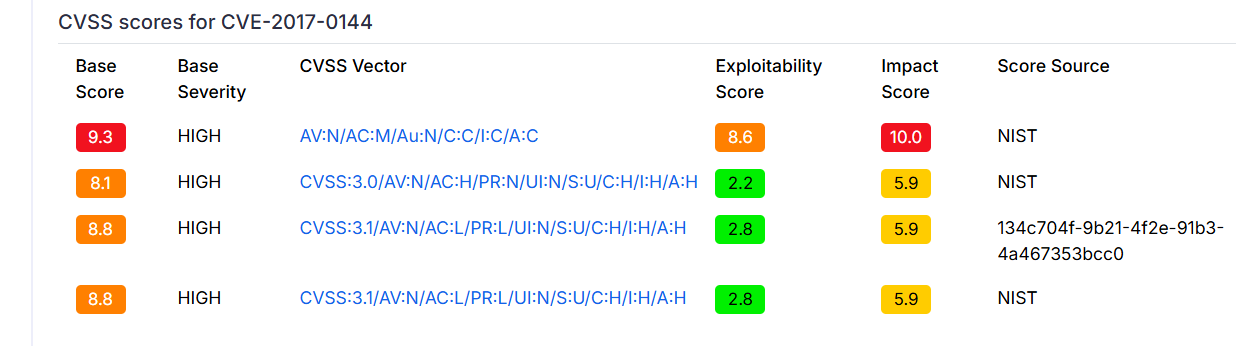 CVSS scores for CVE-2017-0144
Base Score Base Severity CVSS Vector Exploitability Score Impact Score Score Source
9.3 HIGH AV:N/AC:M/Au:N/C:C/I:C/A:C 8.6 10.0 NIST
8.1 HIGH CVSS:3.0/AV:N/AC:H/PR:N/UI:N/S:U/C:H/I:H/A:H 2.2 5.9 NIST
8.8 HIGH CVSS:3.1/AV:N/AC:L/PR:L/UI:N/S:U/C:H/I:H/A:H 2.8 5.9 134c704f-9b21-4f2e-91b3-
4a467353bcc0
8.8 HIGH CVSS:3.1/AV:N/AC:L/PR:L/UI:N/S:U/C:H/I:H/A:H 2.8 5.9 NIST